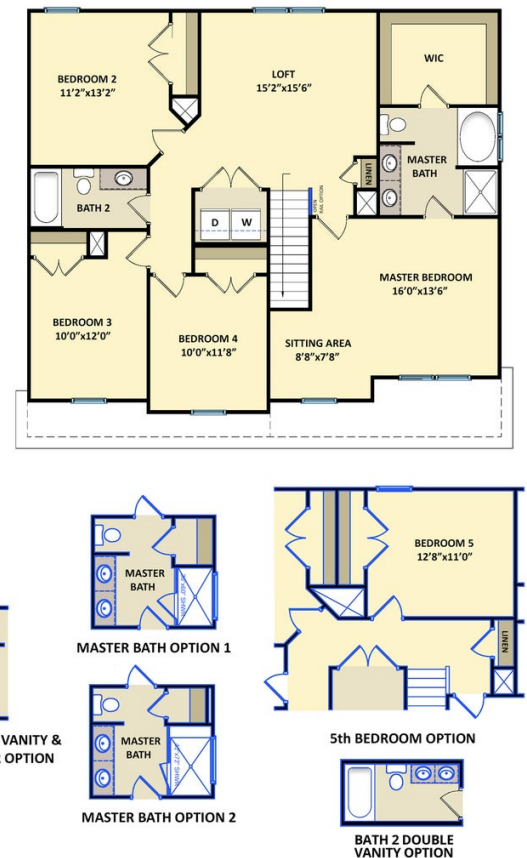 BEDROOM 2
11'2"x13'2"
LOFT
15'2"x15'6"
WIC
MASTER
BATH
LINEN
BATH 2
D W
OPEN
RAIL OPTION
MASTER BEDROOM
16'0"x13'6"
BEDROOM 3
10'0"x12'0"
BEDROOM 4
10'0"x11'8"
SITTING AREA
8'8"x7'8"
MASTER
BATH
MASTER BATH OPTION 1
BEDROOM 5
12'8"x11'0"
LINEN
5th BEDROOM OPTION
VANITY &
OPTION
MASTER
BATH
MASTER BATH OPTION 2
BATH 2 DOUBLE
VANITY OPTION